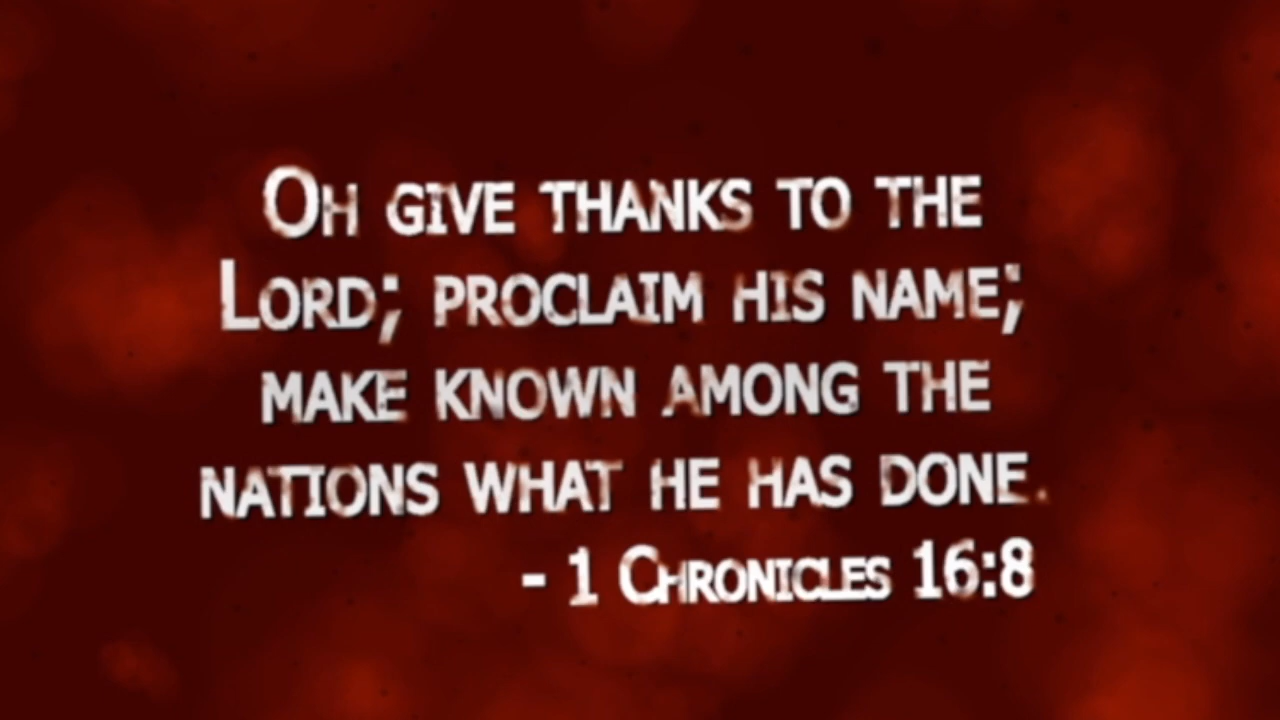 Oh give thanks to the
Lord; proclaim his name;
make known among the
nations what he has done.
- 1 Chronicles 16:8